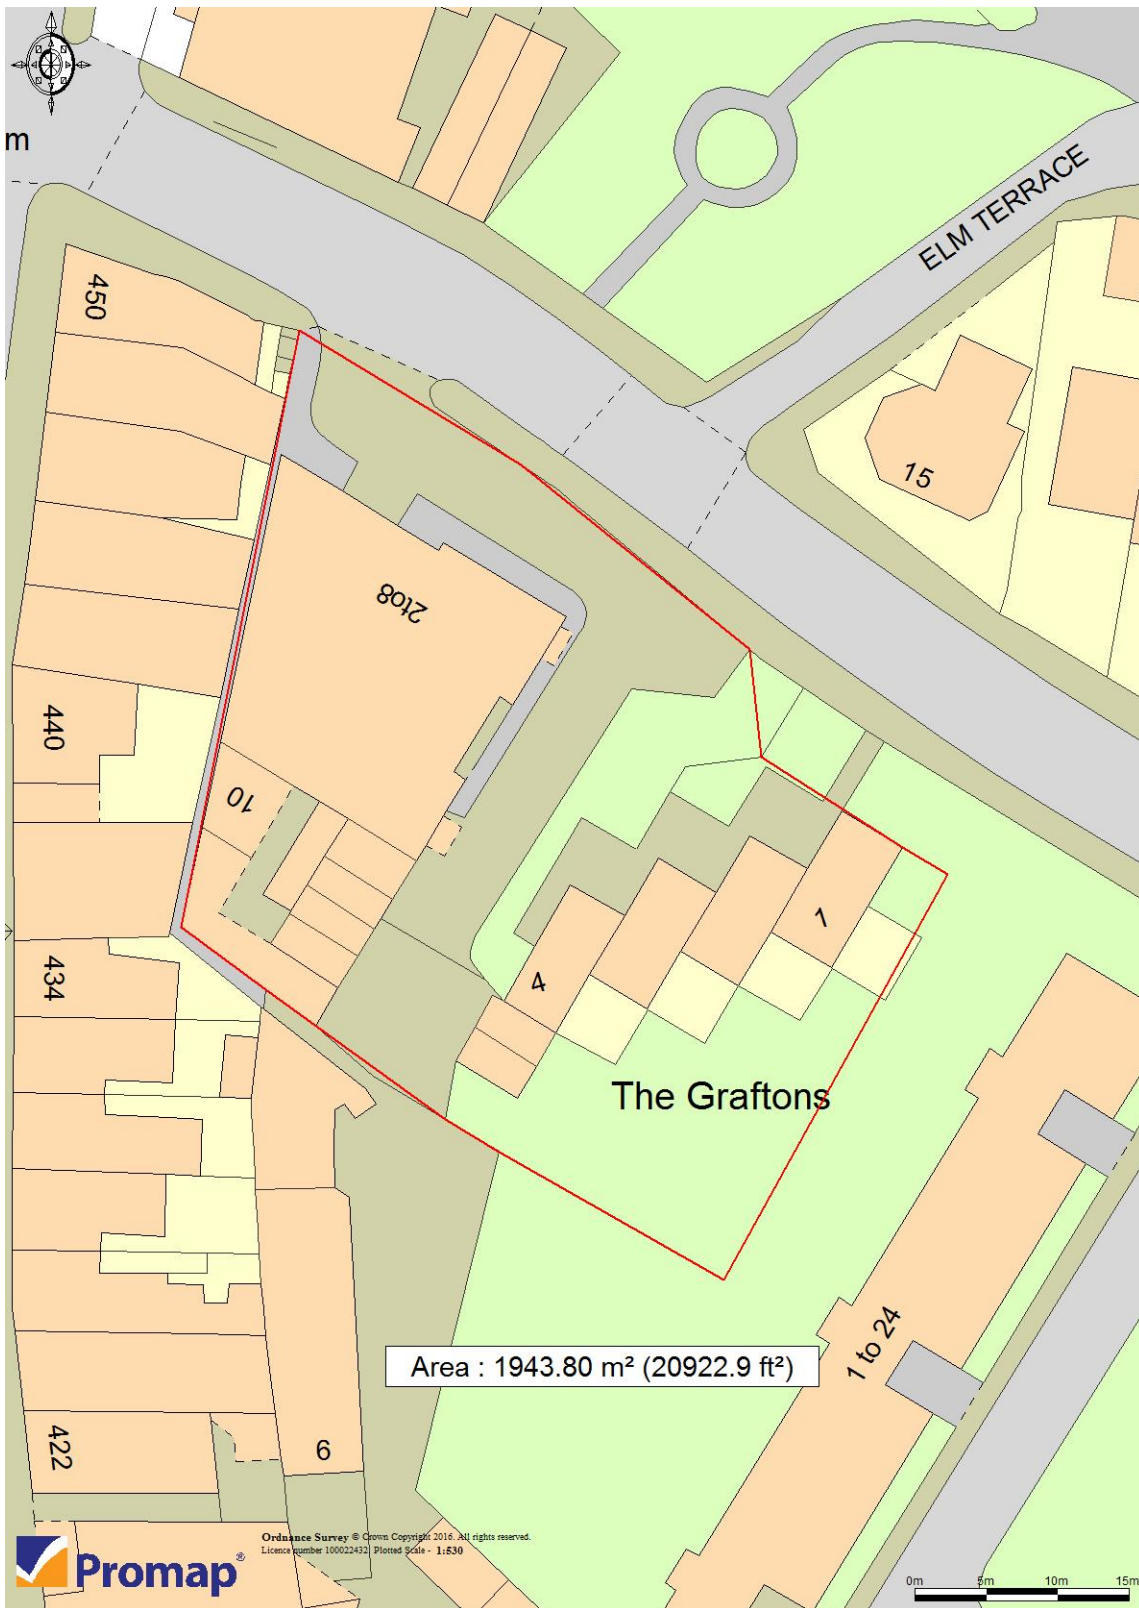 m
ELM TERRACE
450
15
2to8
440
10
1
434
4
The Graftons
1 to 24
Area : 1943.80 m² (20922.9 ft²)
422
6
Promap®
Ordnance Survey © Crown Copyright 2016. All rights reserved.
Licence number 100022432. Plotted Scale - 1:530
0m 5m 10m 15m